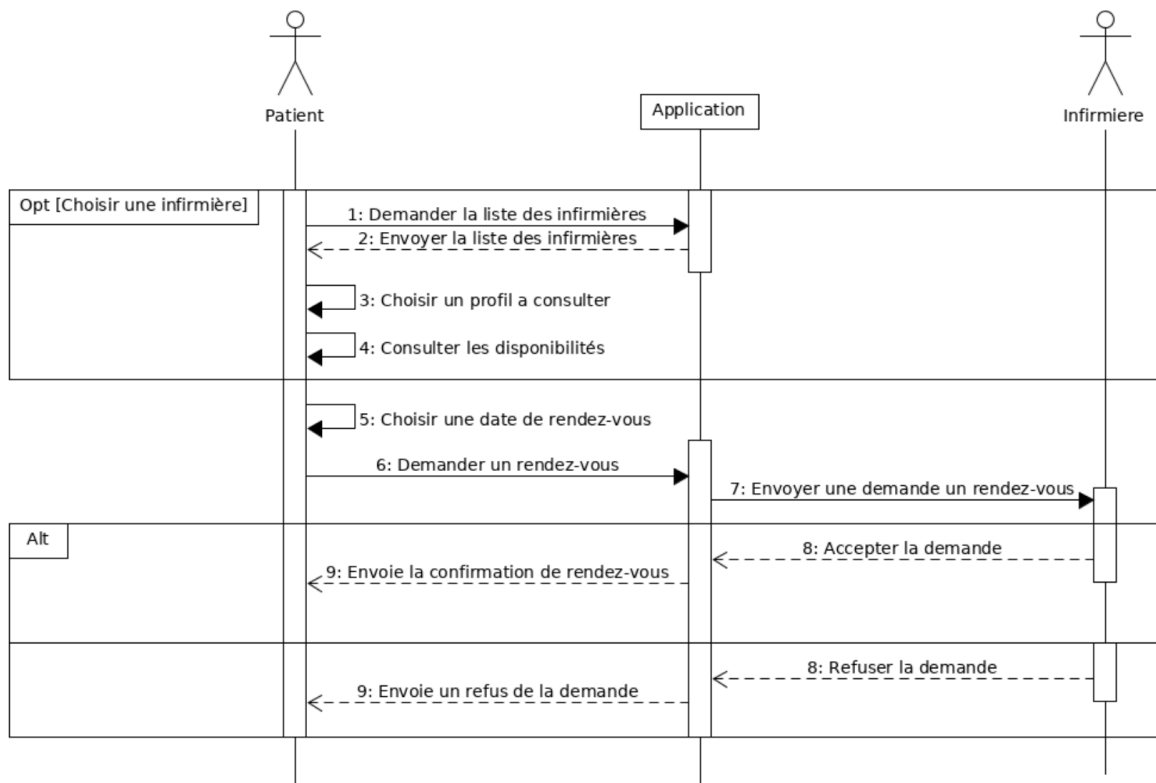 Patient
Application
Infirmiere
Opt [Choisir une infirmière]
1: Demander la liste des infirmières
2: Envoyer la liste des infirmières
3: Choisir un profil a consulter
4: Consulter les disponibilités
5: Choisir une date de rendez-vous
6: Demander un rendez-vous
7: Envoyer une demande un rendez-vous
Alt
8: Accepter la demande
9: Envoie la confirmation de rendez-vous
8: Refuser la demande
9: Envoie un refus de la demande